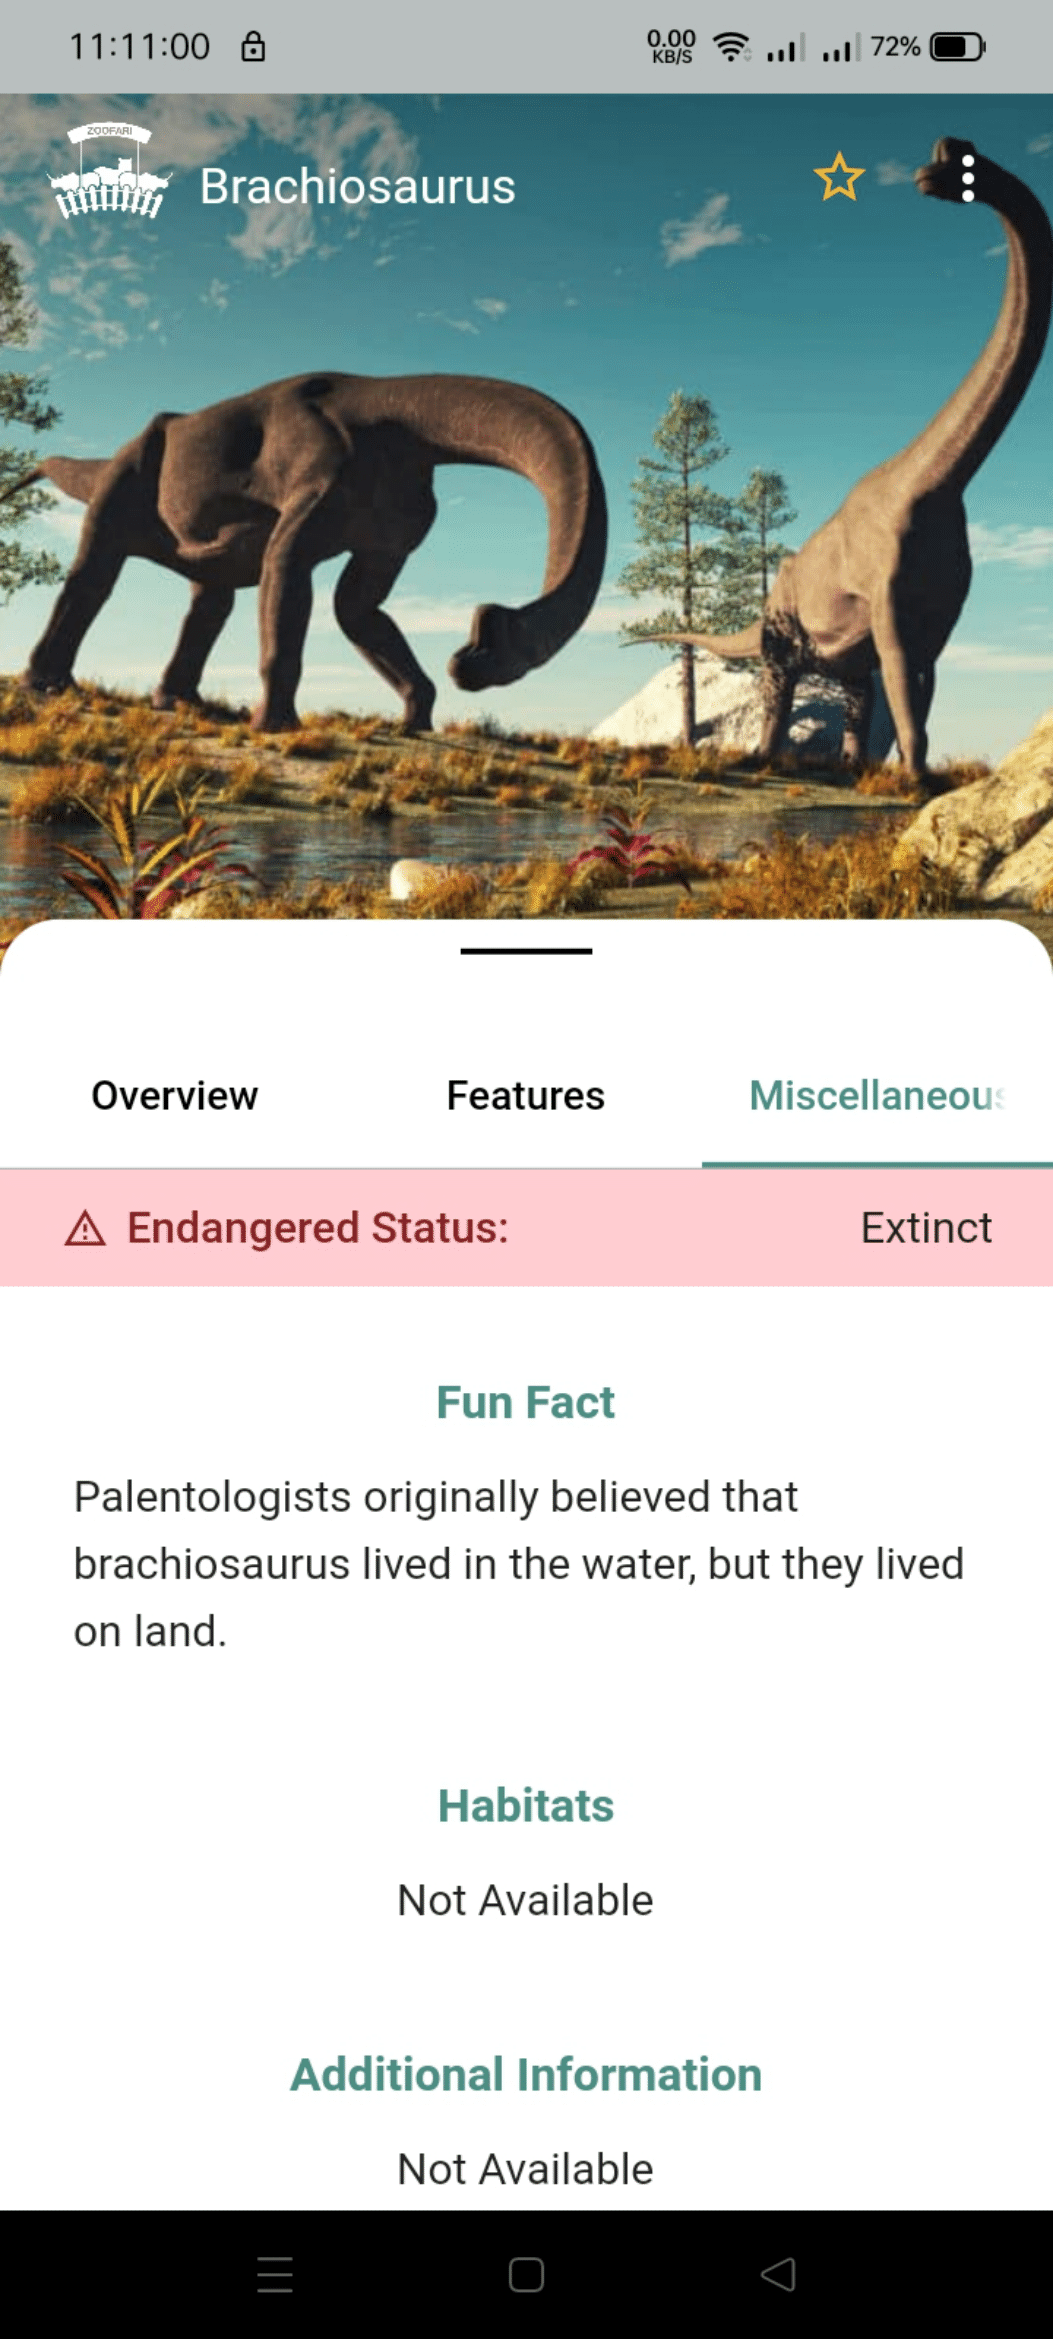 11:11:00
0.00
KB/S
72%
ZOOFARI
Brachiosaurus
Overview
Features
Miscellaneous
Endangered Status:
Extinct
Fun Fact
Palentologists originally believed that
brachiosaurus lived in the water, but they lived
on land.
Habitats
Not Available
Additional Information
Not Available